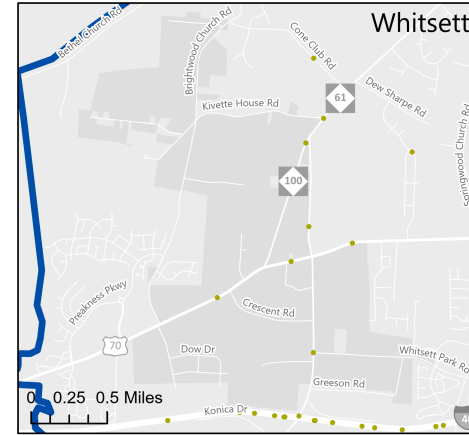 Whitsett
Bethel Church Rd
Brightwood Church Rd
Cone Club Rd
Dew Sharpe Rd
Kivette House Rd
61
Springwood Church Rd
100
Preakness Pkwy
Crescent Rd
70
Dow Dr
Whitsett Park Rd
Greeson Rd
0 0.25 0.5 Miles
Konica Dr